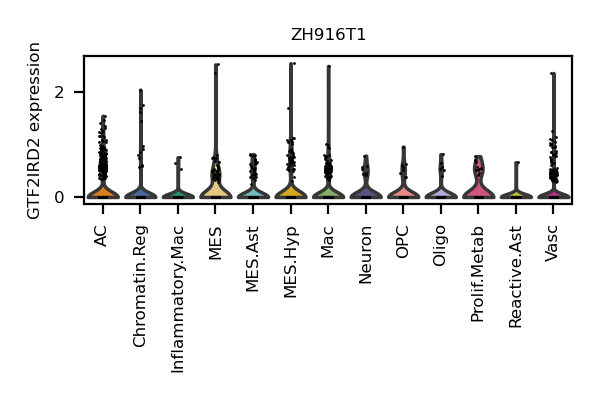 ZH916T1
GTF2IRD2 expression
2
0
AC
Chromatin.Reg
Inflammatory.Mac
MES
MES.Ast
MES.Hyp
Mac
Neuron
OPC
Oligo
Prolif.Metab
Reactive.Ast
Vasc